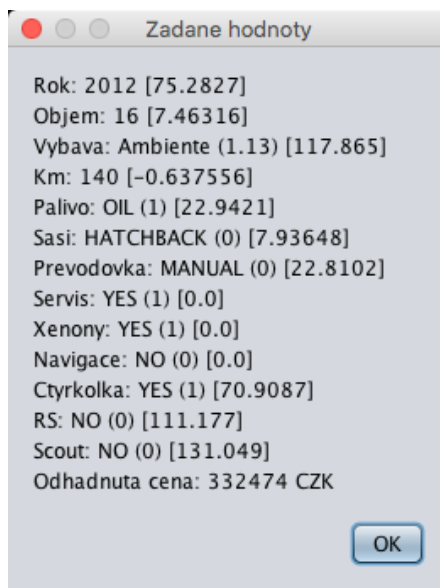 Zadane hodnoty
Rok: 2012 [75.2827]
Objem: 16 [7.46316]
Vybava: Ambiente (1.13) [117.865]
Km: 140 [-0.637556]
Palivo: OIL (1) [22.9421]
Sasi: HATCHBACK (0) [7.93648]
Prevodovka: MANUAL (0) [22.8102]
Servis: YES (1) [0.0]
Xenony: YES (1) [0.0]
Navigace: NO (0) [0.0]
Ctyrkolka: YES (1) [70.9087]
RS: NO (0) [111.177]
Scout: NO (0) [131.049]
Odhadnuta cena: 332474 CZK
OK